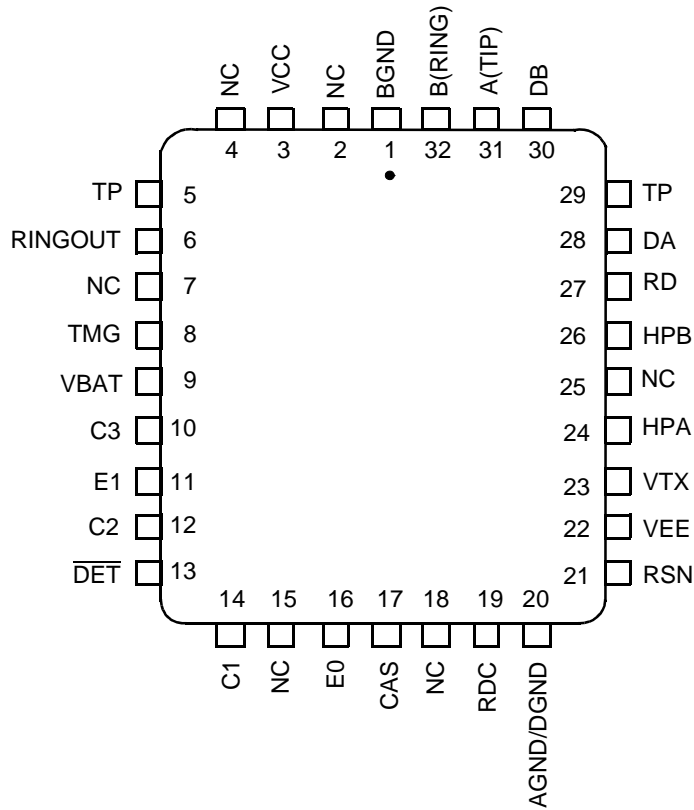 NC
VCC
NC
BGND
B(RING)
A(TIP)
DB
4 3 2 1 32 31 30
TP 5
29 TP
RINGOUT 6
28 DA
NC 7
27 RD
TMG 8
26 HPB
VBAT 9
25 NC
C3 10
24 HPA
E1 11
23 VTX
C2 12
22 VEE
DET 13
21 RSN
14 15 16 17 18 19 20
C1
NC
E0
CAS
NC
RDC
AGND/DGND